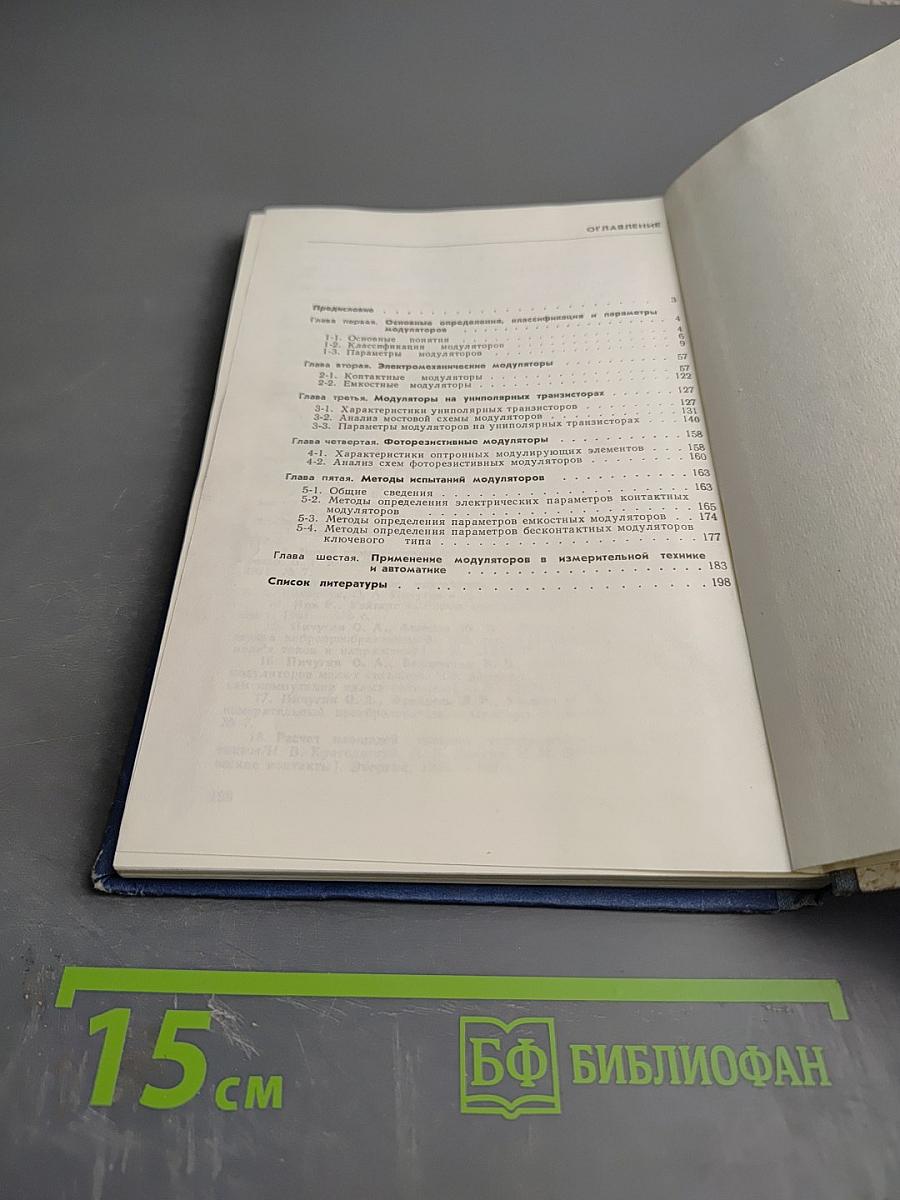 ОГЛАВЛЕНИЕ
Предисловие . . . . . . . . . . 3
Глава первая. Основные определения, классификация и параметры
модуляторов . . . . . . . . . . 4
1-1. Основные понятия . . . . . . . . . . 4
1-2. Классификация модуляторов . . . . . . . . . . 6
1-3. Параметры модуляторов . . . . . . . . . . 9
Глава вторая. Электромеханические модуляторы . . . . . . . . . . 57
2-1. Контактные модуляторы . . . . . . . . . . 57
2-2. Емкостные модуляторы . . . . . . . . . . 122
Глава третья. Модуляторы на униполярных транзисторах . . . . . 127
3-1. Характеристики униполярных транзисторов . . . . . . 127
3-2. Анализ мостовой схемы модуляторов . . . . . . . 131
3-3. Параметры модуляторов на униполярных транзисторах . . 146
Глава четвертая. Фоторезистивные модуляторы . . . . . . . 158
4-1. Характеристики оптронных модулирующих элементов . . . 158
4-2. Анализ схем фоторезистивных модуляторов . . . . . . 160
Глава пятая. Методы испытаний модуляторов . . . . . . . . 163
5-1. Общие сведения . . . . . . . . . . 163
5-2. Методы определения электрических параметров контактных
модуляторов . . . . . . . . . . 165
5-3. Методы определения параметров емкостных модуляторов . . 174
5-4. Методы определения параметров бесконтактных модуляторов
ключевого типа . . . . . . . . . . 177
Глава шестая. Применение модуляторов в измерительной технике
и автоматике . . . . . . . . . . 183
Список литературы . . . . . . . . . . 198
15 см
БФ БИБЛИОФАН